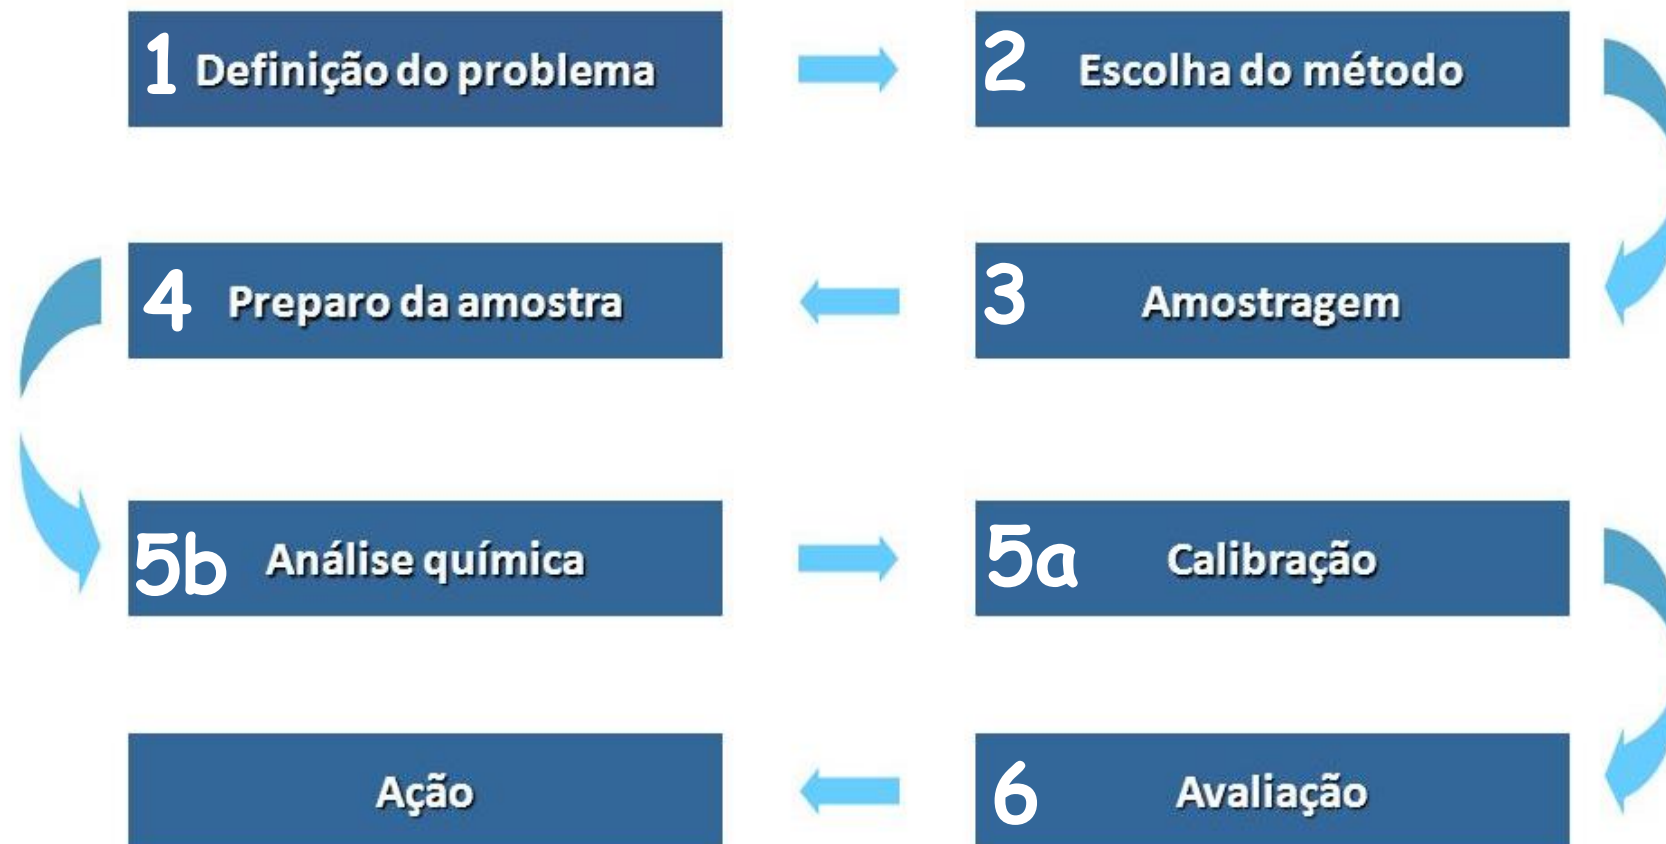 1 Definição do problema
2 Escolha do método
4 Preparo da amostra
3 Amostragem
5b Análise química
5a Calibração
Ação
6 Avaliação